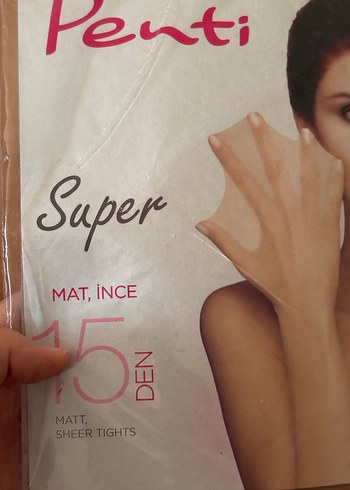 Penti
Super
MAT, İNCE
15
DEN
MATT,
SHEER TIGHTS